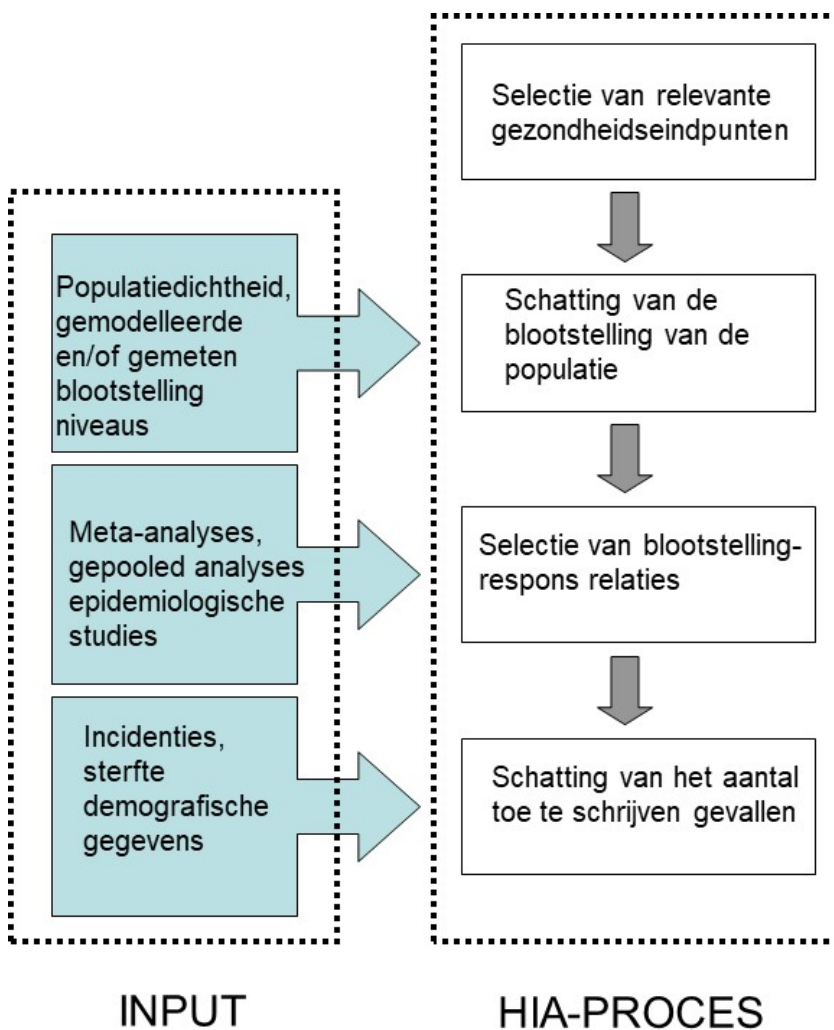 Selectie van relevante
gezondheidseindpunten
Populatiedichtheid,
gemodelleerde
en/of gemeten
blootstelling
niveaus
Schatting van de
blootstelling van de
populatie
Meta-analyses,
gepooled analyses
epidemiologische
studies
Selectie van blootstelling-
respons relaties
Incidenties,
sterfte
demografische
gegevens
Schatting van het aantal
toe te schrijven gevallen
INPUT
HIA-PROCES